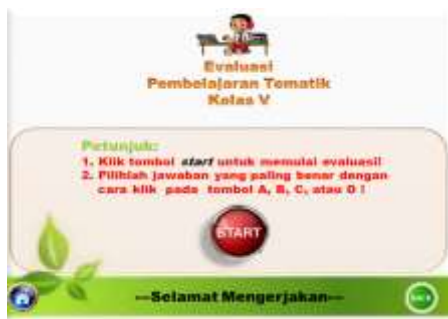 Evaluasi
Pembelajaran Tematik
Kelas V
Petunjuk:
1. Klik tombol start untuk memulai evaluasi!
2. Pilihlah jawaban yang paling benar dengan
cara klik pada tombol A, B, C, atau D !
START
---Selamat Mengerjakan---
BACK